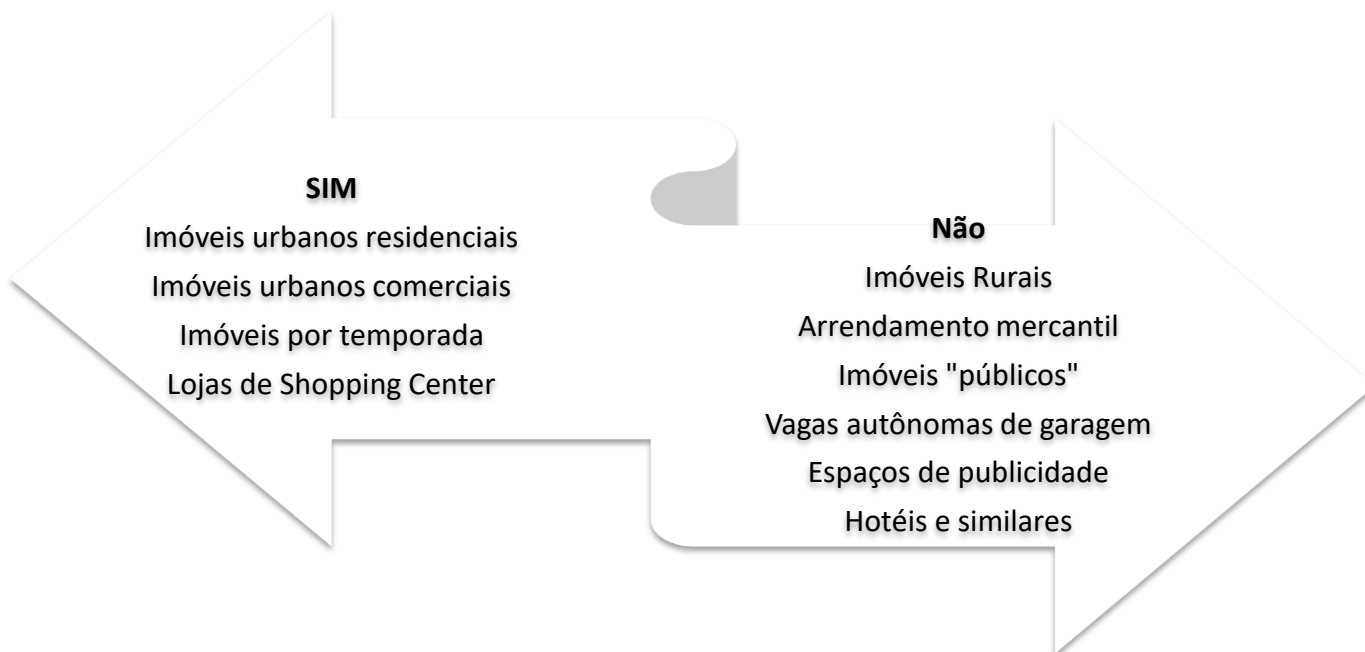 SIM
Imóveis urbanos residenciais
Imóveis urbanos comerciais
Imóveis por temporada
Lojas de Shopping Center
Não
Imóveis Rurais
Arrendamento mercantil
Imóveis "públicos"
Vagas autônomas de garagem
Espaços de publicidade
Hotéis e similares